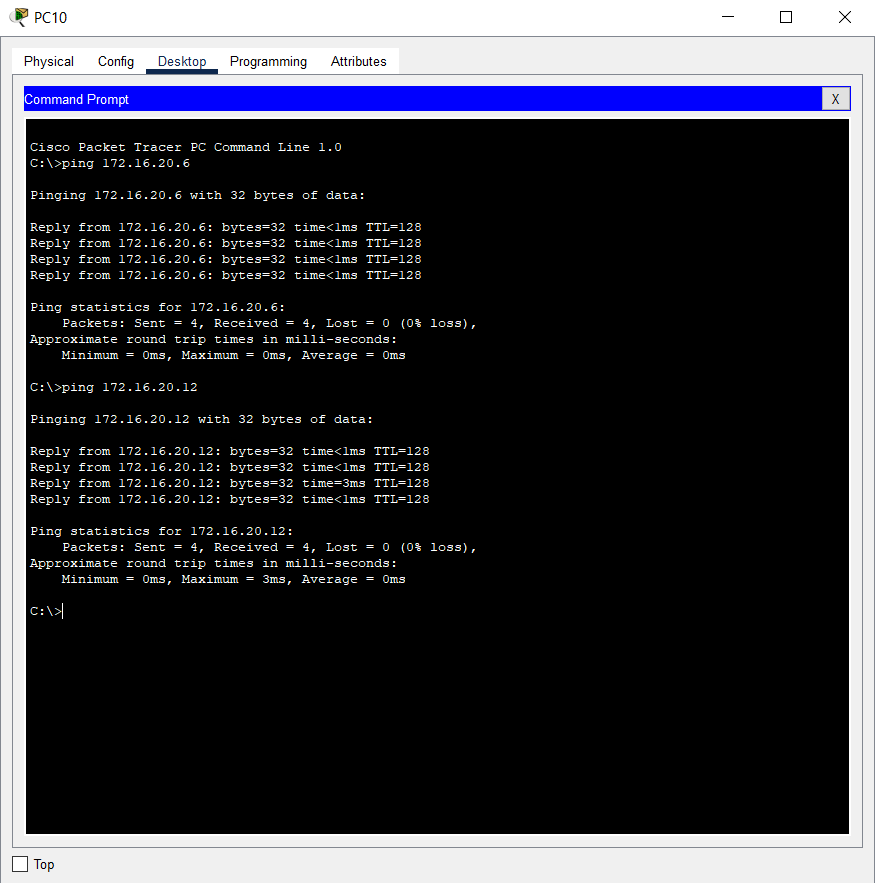 PC10
Physical Config Desktop Programming Attributes
Command Prompt X
Cisco Packet Tracer PC Command Line 1.0
C:\>ping 172.16.20.6
Pinging 172.16.20.6 with 32 bytes of data:
Reply from 172.16.20.6: bytes=32 time<1ms TTL=128
Reply from 172.16.20.6: bytes=32 time<1ms TTL=128
Reply from 172.16.20.6: bytes=32 time<1ms TTL=128
Reply from 172.16.20.6: bytes=32 time<1ms TTL=128
Ping statistics for 172.16.20.6:
Packets: Sent = 4, Received = 4, Lost = 0 (0% loss),
Approximate round trip times in milli-seconds:
Minimum = 0ms, Maximum = 0ms, Average = 0ms
C:\>ping 172.16.20.12
Pinging 172.16.20.12 with 32 bytes of data:
Reply from 172.16.20.12: bytes=32 time<1ms TTL=128
Reply from 172.16.20.12: bytes=32 time<1ms TTL=128
Reply from 172.16.20.12: bytes=32 time=3ms TTL=128
Reply from 172.16.20.12: bytes=32 time<1ms TTL=128
Ping statistics for 172.16.20.12:
Packets: Sent = 4, Received = 4, Lost = 0 (0% loss),
Approximate round trip times in milli-seconds:
Minimum = 0ms, Maximum = 3ms, Average = 0ms
C:\>
Top